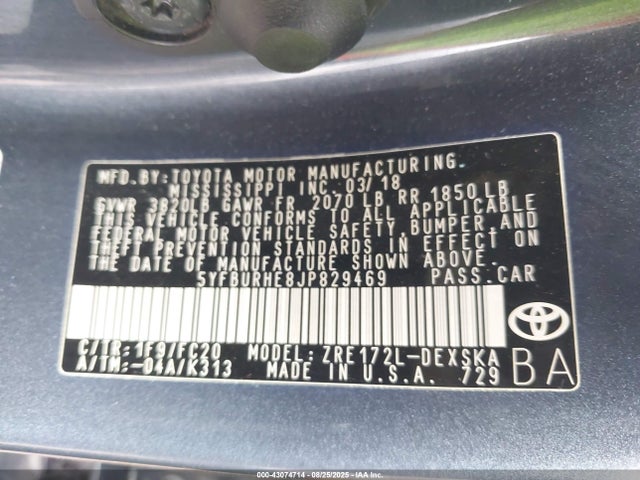 MFD. BY: TOYOTA MOTOR MANUFACTURING.
MISSISSIPPI INC. 03/18
GVWR 3820LB GAWR FR 2070 LB, RR 1850 LB
THIS VEHICLE CONFORMS TO ALL APPLICABLE
FEDERAL MOTOR VEHICLE SAFETY, BUMPER, AND
THEFT PREVENTION STANDARDS IN EFFECT ON
THE DATE OF MANUFACTURE SHOWN ABOVE.
5YFBURHE8JP829469 PASS. CAR
C/TR: 1F9/FC20 MODEL: ZRE172L-DEXSKA
A/TM: -04A/K313 MADE IN U.S.A. 729
BA
000-43074714 - 08/25/2025 - IAAI.COM